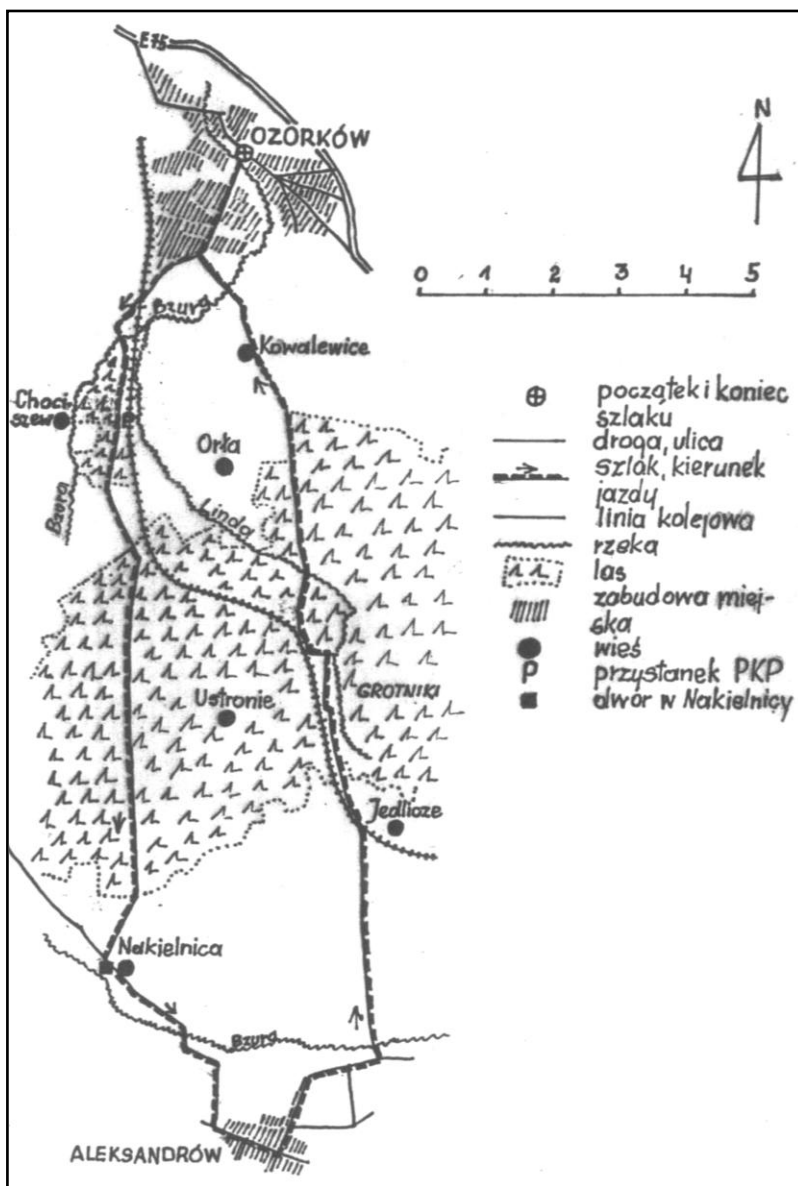 E75
OZORKÓW
N
0 1 2 3 4 5
Bzura
Kowalewice
Choci-
szew
P
Orła
Bzura
Linda
początek i koniec
szlaku
droga, ulica
szlak, kierunek
jazdy
linia kolejowa
rzeka
las
zabudowa miej-
ska
wieś
P przystanek PKP
dwór w Nakielnicy
GROTNIKI
Ustronie
Jedlicze
Nakielnica
Bzura
ALEKSANDRÓW